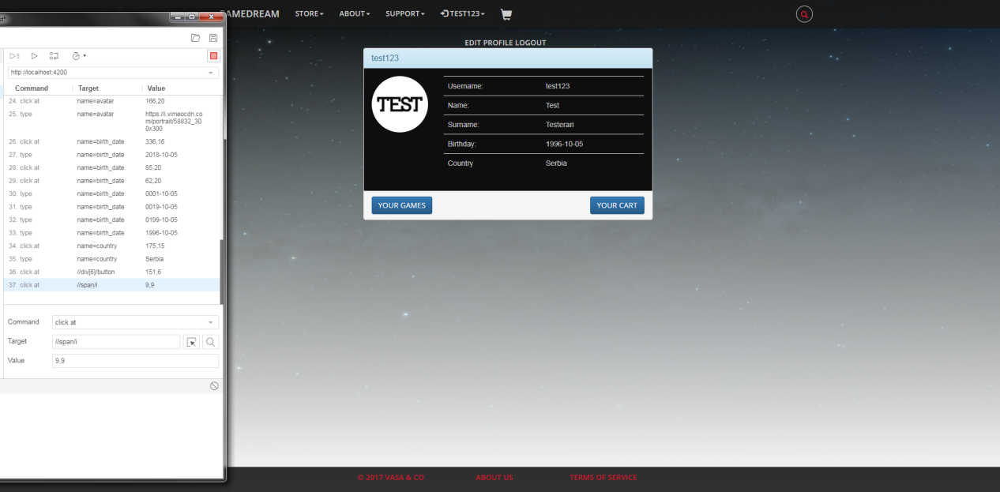 AMEDREAM STORE ABOUT SUPPORT TEST123
EDIT PROFILE LOGOUT
test123
TEST
Username: test123
Name: Test
Surname: Testerari
Birthday: 1996-10-05
Country Serbia
YOUR GAMES YOUR CART
© 2017 VASA & CO ABOUT US TERMS OF SERVICE
http://localhost:4200
Command Target Value
24. click at name=avatar 166,20
25. type name=avatar https://i.vimeocdn.co
m/portrait/58832_30
0x300
26. click at name=birth_date 336,16
27. type name=birth_date 2018-10-05
28. click at name=birth_date 85,20
29. click at name=birth_date 62,20
30. type name=birth_date 0001-10-05
31. type name=birth_date 0019-10-05
32. type name=birth_date 0199-10-05
33. type name=birth_date 1996-10-05
34. click at name=country 175,15
35. type name=country Serbia
36. click at //div[6]/button 151,6
37. click at //span/i 9,9
Command click at
Target //span/i
Value 9,9